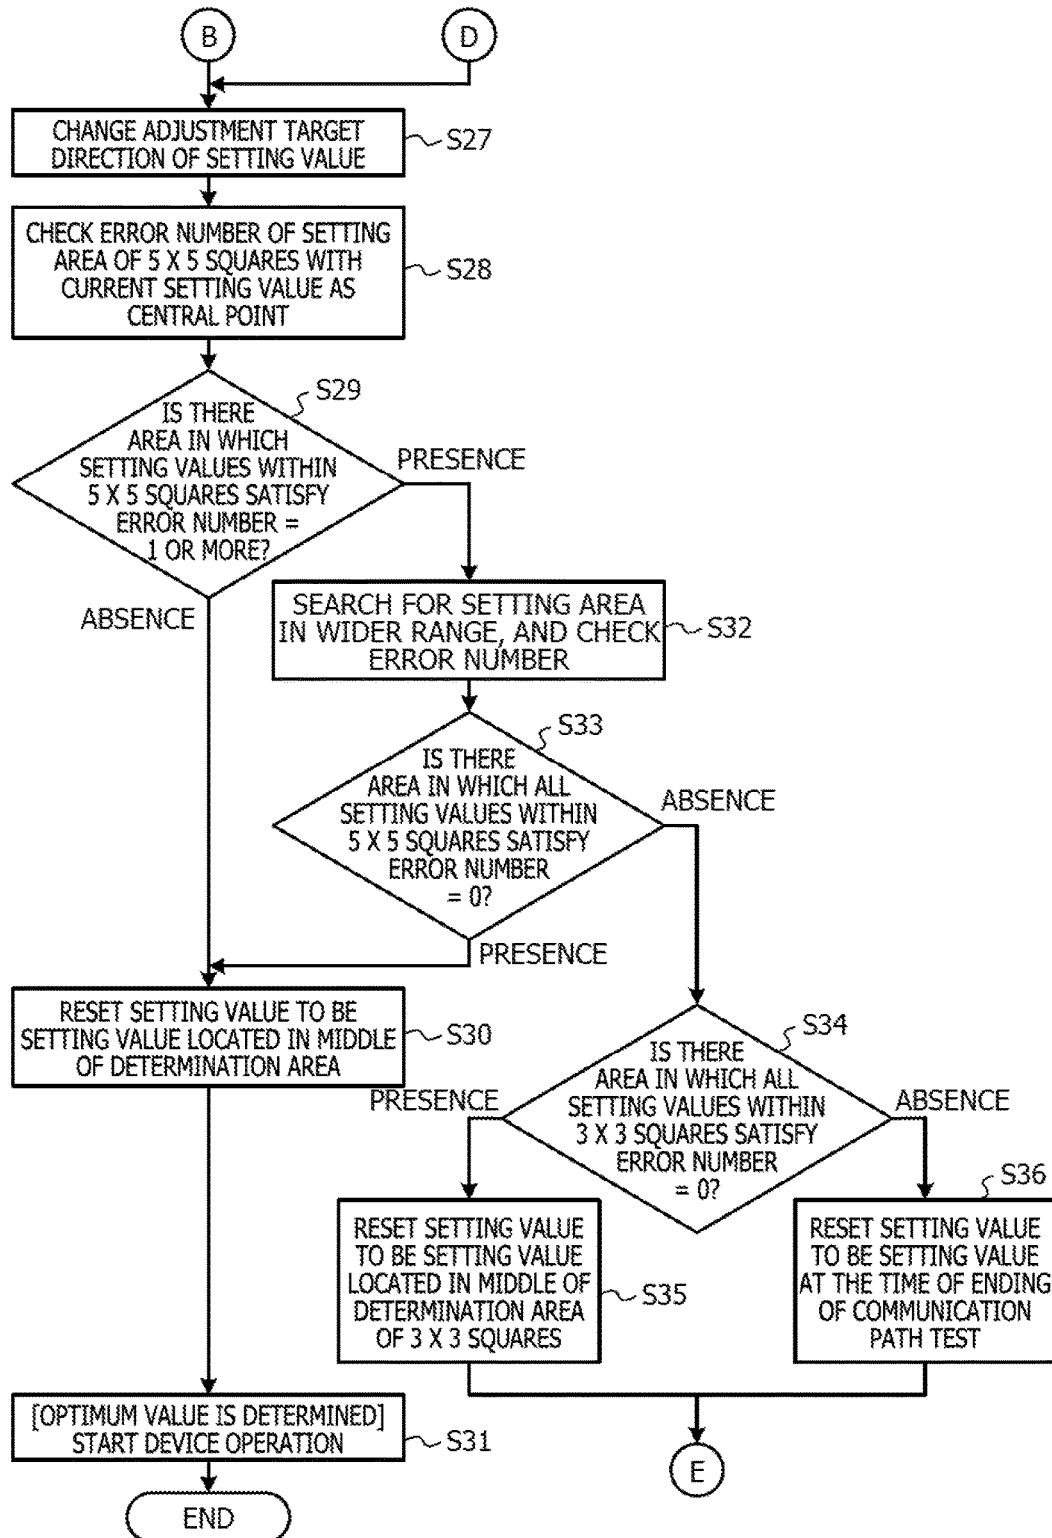 B
D
CHANGE ADJUSTMENT TARGET
DIRECTION OF SETTING VALUE
S27
CHECK ERROR NUMBER OF SETTING
AREA OF 5 X 5 SQUARES WITH
CURRENT SETTING VALUE AS
CENTRAL POINT
S28
S29
IS THERE
AREA IN WHICH
SETTING VALUES WITHIN
5 X 5 SQUARES SATISFY
ERROR NUMBER =
1 OR MORE?
PRESENCE
ABSENCE
SEARCH FOR SETTING AREA
IN WIDER RANGE, AND CHECK
ERROR NUMBER
S32
S33
IS THERE
AREA IN WHICH ALL
SETTING VALUES WITHIN
5 X 5 SQUARES SATISFY
ERROR NUMBER
= 0?
ABSENCE
PRESENCE
RESET SETTING VALUE TO BE
SETTING VALUE LOCATED IN MIDDLE
OF DETERMINATION AREA
S30
S34
IS THERE
AREA IN WHICH ALL
SETTING VALUES WITHIN
3 X 3 SQUARES SATISFY
ERROR NUMBER
= 0?
PRESENCE
ABSENCE
RESET SETTING VALUE
TO BE SETTING VALUE
LOCATED IN MIDDLE OF
DETERMINATION AREA
OF 3 X 3 SQUARES
S35
S36
RESET SETTING VALUE
TO BE SETTING VALUE
AT THE TIME OF ENDING
OF COMMUNICATION
PATH TEST
[OPTIMUM VALUE IS DETERMINED]
START DEVICE OPERATION
S31
E
END